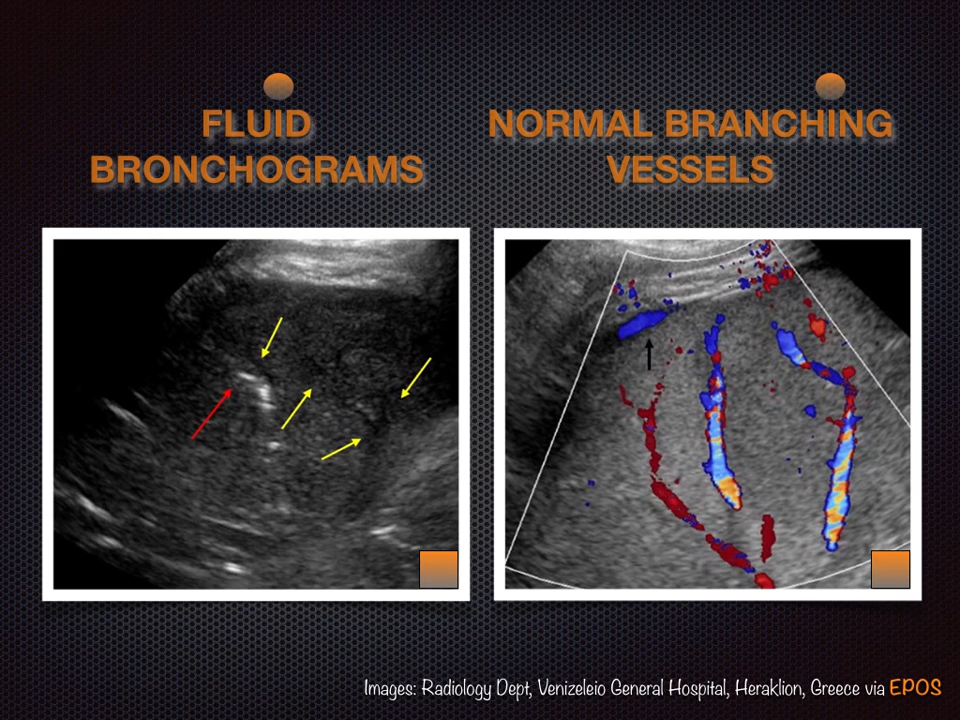 FLUID
BRONCHOGRAMS
NORMAL BRANCHING
VESSELS
Images: Radiology Dept, Venizeleio General Hospital, Heraklion, Greece via EPOS